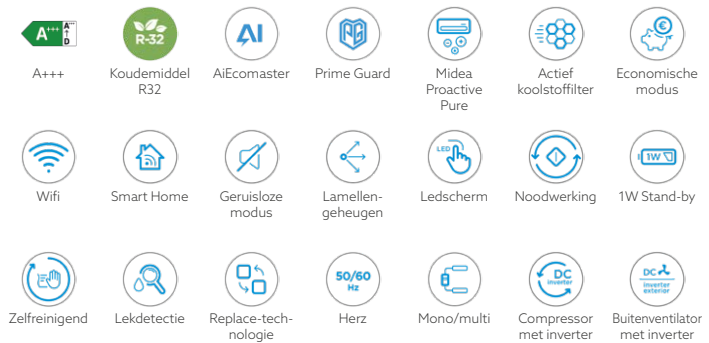 A+++
A+++
D
R-32
AI
PG
€
A+++
Koudemiddel
R32
AiEcomaster
Prime Guard
Midea
Proactive
Pure
Actief
koolstoffilter
Economische
modus
LED
1W
Wifi
Smart Home
Geruisloze
modus
Lamellen-
geheugen
Ledscherm
Noodwerking
1W Stand-by
50/60
Hz
DC
inverter
DC
inverter
exterior
Zelfreinigend
Lekdetectie
Replace-tech-
nologie
Herz
Mono/multi
Compressor
met inverter
Buitenventilator
met inverter